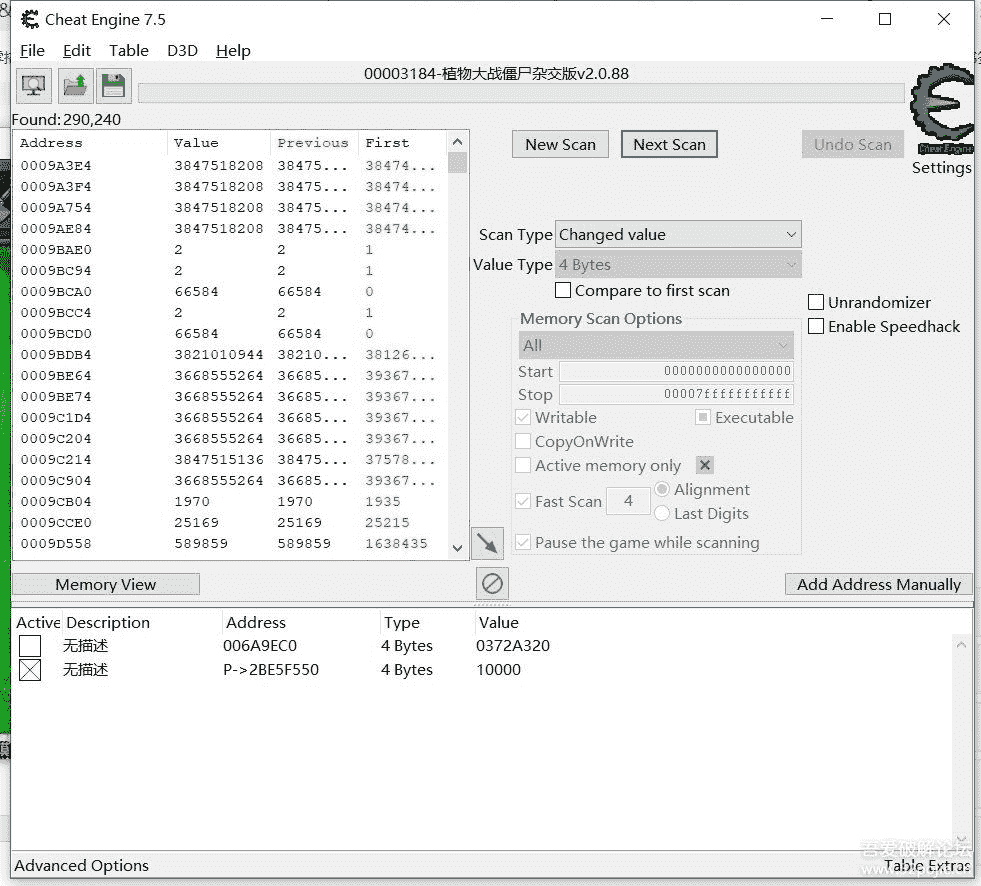 Cheat Engine 7.5
File Edit Table D3D Help
00003184-植物大战僵尸杂交版v2.0.88
Found: 290,240
Address Value Previous First
0009A3E4 3847518208 38475... 38474...
0009A3F4 3847518208 38475... 38474...
0009A754 3847518208 38475... 38474...
0009AE84 3847518208 38475... 38474...
0009BAE0 2 2 1
0009BC94 2 2 1
0009BCA0 66584 66584 0
0009BCC4 2 2 1
0009BCD0 66584 66584 0
0009BDB4 3821010944 38210... 38126...
0009BE64 3668555264 36685... 39367...
0009BE74 3668555264 36685... 39367...
0009C1D4 3668555264 36685... 39367...
0009C204 3668555264 36685... 39367...
0009C214 3847515136 38475... 37578...
0009C904 3668555264 36685... 39367...
0009CB04 1970 1970 1935
0009CCE0 25169 25169 25215
0009D558 589859 589859 1638435
New Scan Next Scan Undo Scan
Settings
Scan Type Changed value
Value Type 4 Bytes
Compare to first scan
Unrandomizer
Enable Speedhack
Memory Scan Options
All
Start 0000000000000000
Stop 00007fffffffffff
Writable Executable
CopyOnWrite
Active memory only
Fast Scan 4 Alignment
Last Digits
Pause the game while scanning
Memory View Add Address Manually
Active Description Address Type Value
无描述 006A9EC0 4 Bytes 0372A320
无描述 P->2BE5F550 4 Bytes 10000
Advanced Options Table Extras
吾爱破解论坛